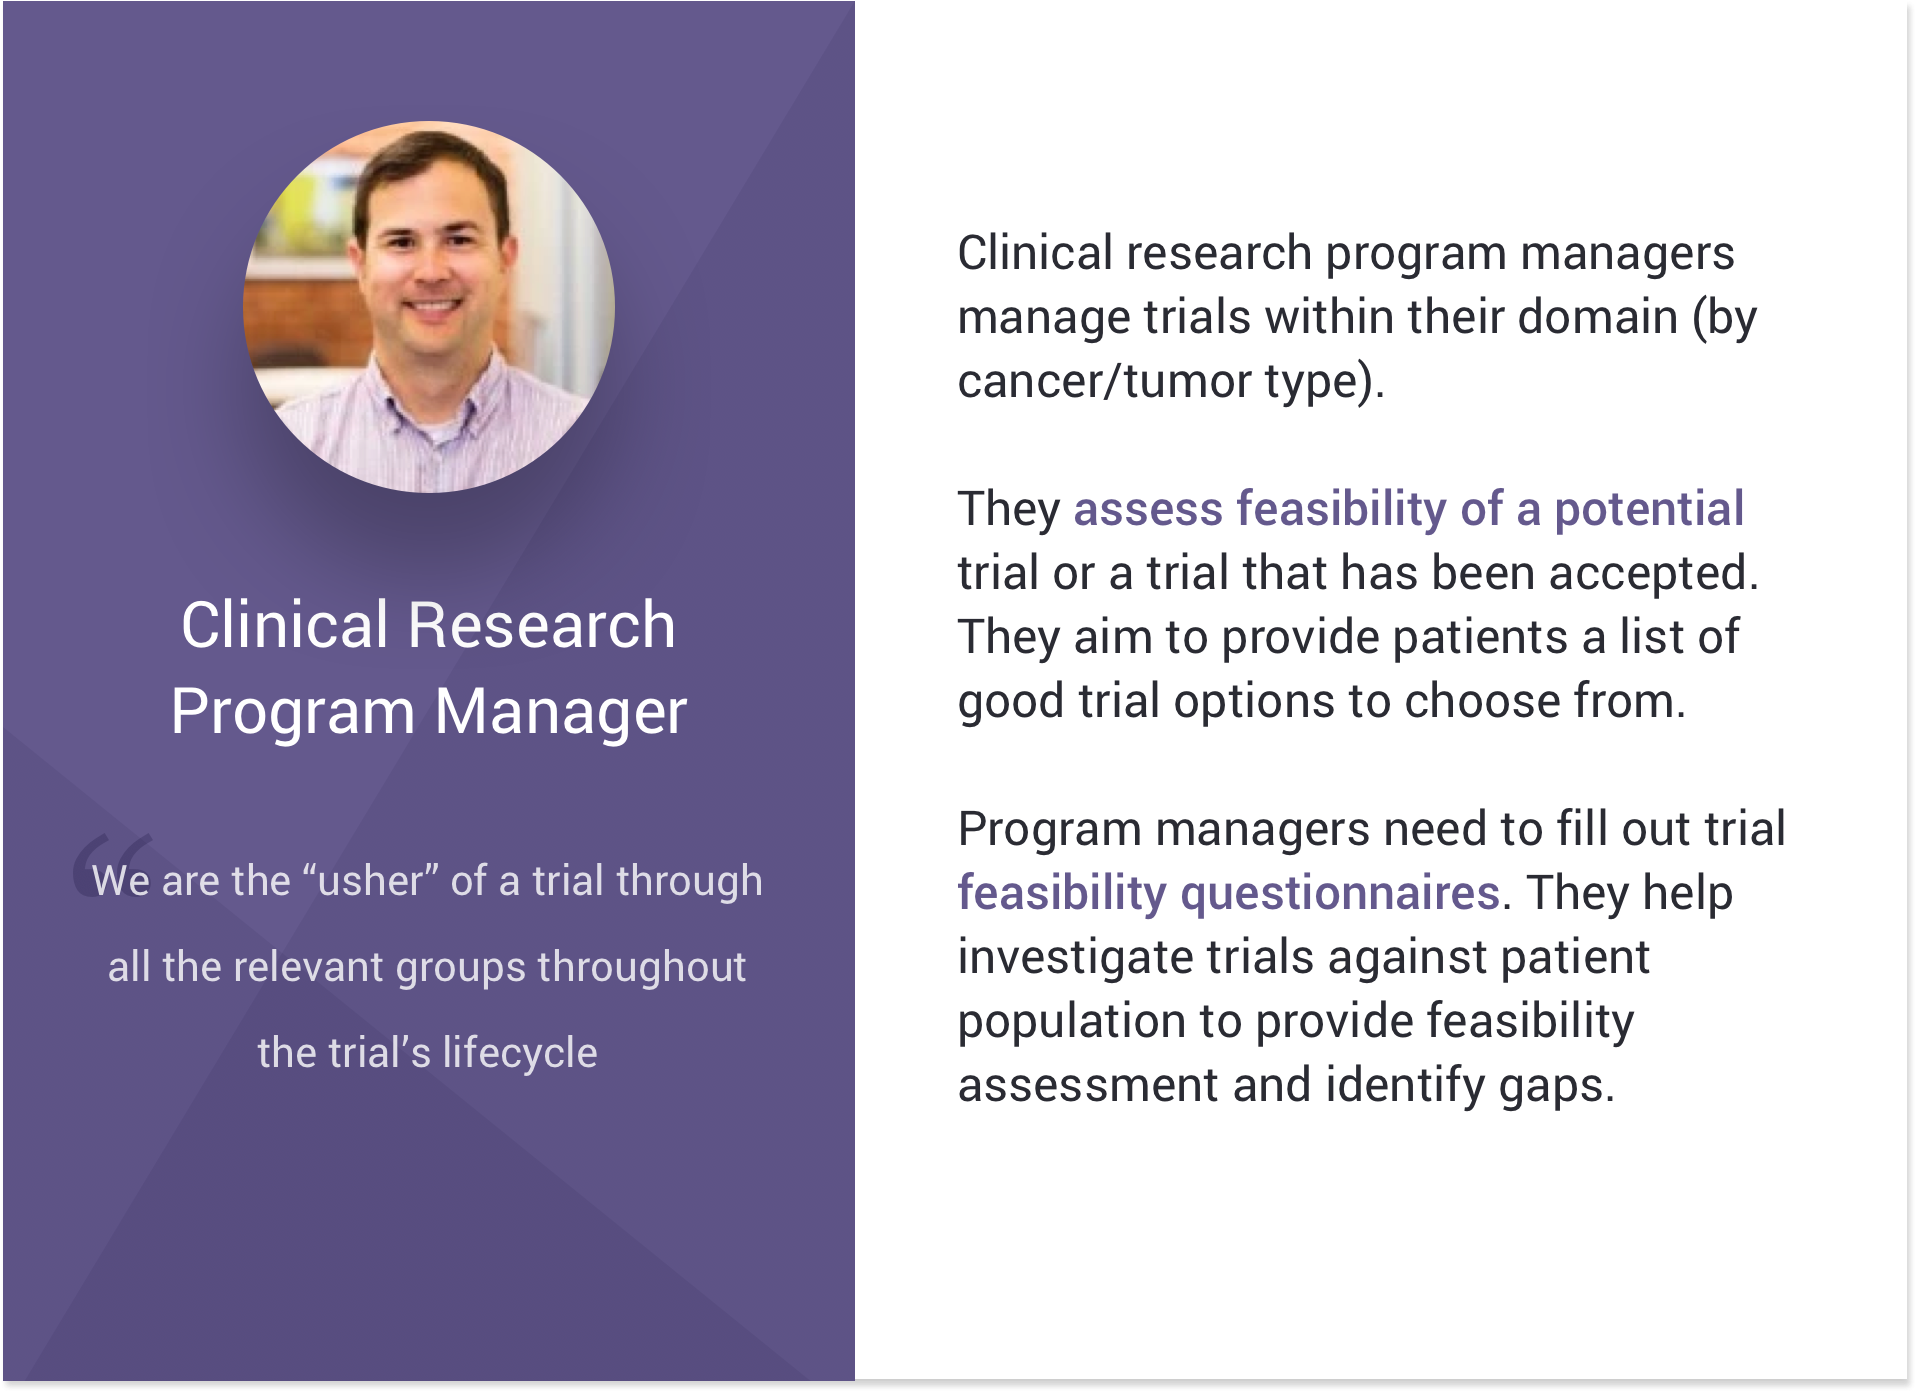 Clinical Research
Program Manager
“
We are the “usher” of a trial through
all the relevant groups throughout
the trial’s lifecycle
Clinical research program managers
manage trials within their domain (by
cancer/tumor type).
They assess feasibility of a potential
trial or a trial that has been accepted.
They aim to provide patients a list of
good trial options to choose from.
Program managers need to fill out trial
feasibility questionnaires. They help
investigate trials against patient
population to provide feasibility
assessment and identify gaps.